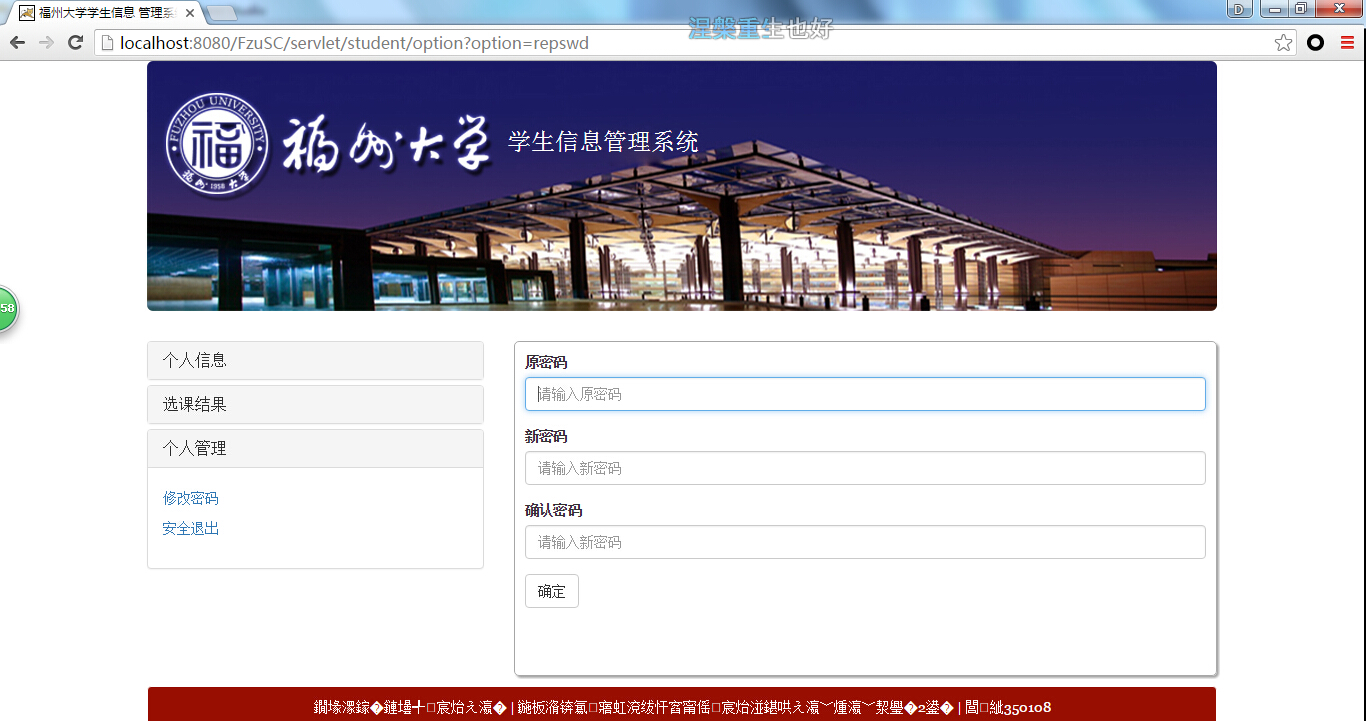 福州大学学生信息 管理系
D
涅槃重生也好
localhost:8080/FzuSC/servlet/student/option?option=repswd
FUZHOU UNIVERSITY
福
福州大学
1958
福州大学
学生信息管理系统
58
个人信息
选课结果
个人管理
修改密码
安全退出
原密码
请输入原密码
新密码
请输入新密码
确认密码
请输入新密码
确定
350108